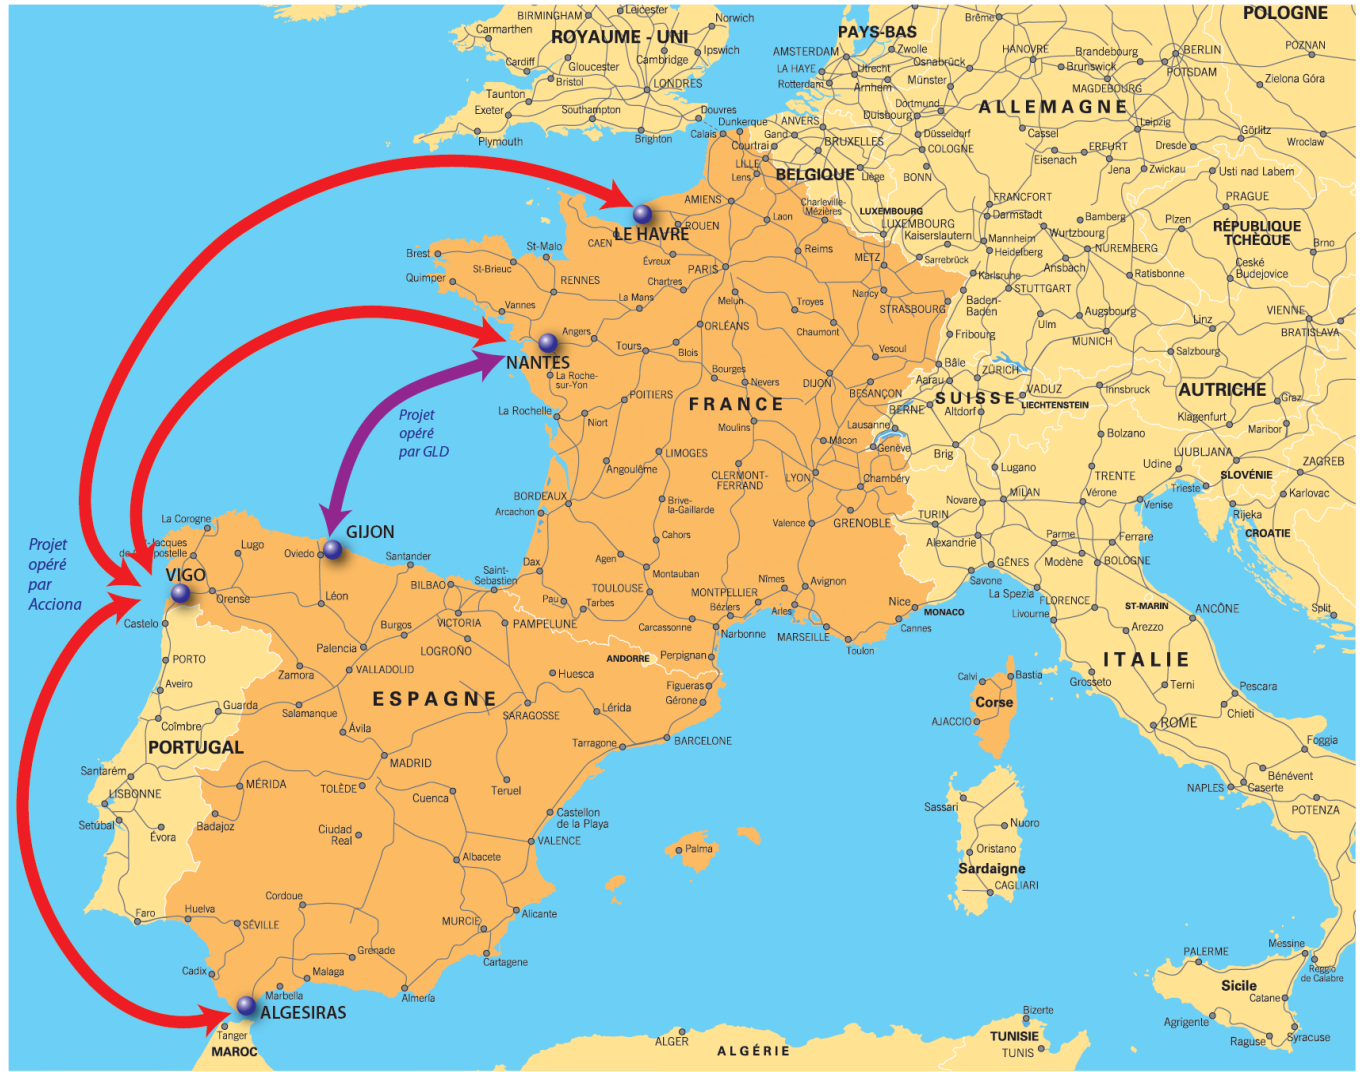 POLOGNE
BIRMINGHAM
Leicester
Norwich
Carmarthen
ROYAUME - UNI
PAYS-BAS
Brême
Ipswich
Cambridge
AMSTERDAM
Zwolle
HANOVRE
Brandebourg
BERLIN
POZNAN
Cardiff
Gloucester
LA HAYE
Utrecht
Osnabrück
Brunswick
POTSDAM
Zielona Góra
Bristol
LONDRES
Rotterdam
Arnhem
Münster
MAGDEBOURG
Taunton
Exeter
Southampton
Douvres
Dortmund
ALLEMAGNE
Dunkerque
ANVERS
Duisbourg
Leipzig
Plymouth
Brighton
Calais
Gand
Düsseldorf
Cassel
Görlitz
Courtrai
BRUXELLES
COLOGNE
ERFURT
Dresde
Wroclaw
LILLE
Eisenach
Lens
BELGIQUE
Liège
BONN
Jena
Zwickau
Usti nad Labem
AMIENS
Charleville-
Mézières
FRANCFORT
PRAGUE
LUXEMBOURG
Darmstadt
Bamberg
Plzen
Laon
LUXEMBOURG
RÉPUBLIQUE
TCHÈQUE
ROUEN
LE HAVRE
Wurtzbourg
CAEN
Kaiserslautern
Mannheim
NUREMBERG
Brno
St-Malo
Reims
Heidelberg
Brest
Évreux
METZ
Sarrebrück
Ansbach
St-Brieuc
PARIS
Karlsruhe
Ratisbonne
Ceské
Budejovice
Quimper
RENNES
Chartres
Nancy
STUTTGART
Le Mans
Melun
Troyes
STRASBOURG
Baden-
Baden
Vannes
VIENNE
Ulm
Augsbourg
Linz
BRATISLAVA
Angers
ORLÉANS
Chaumont
Fribourg
MUNICH
Tours
Blois
Vesoul
Salzbourg
NANTES
Bourges
Bâle
ZÜRICH
La Roche-
sur-Yon
Nevers
DIJON
BESANÇON
Aarau
VADUZ
Innsbruck
AUTRICHE
POITIERS
SUISSE
LIECHTENSTEIN
Graz
La Rochelle
FRANCE
BERNE
Altdorf
Klagenfurt
Projet
opéré
par GLD
Niort
Moulins
Lausanne
Maribor
Mâcon
Bolzano
Genève
Brig
LJUBLJANA
LIMOGES
Udine
ZAGREB
Angoulême
CLERMONT-
FERRAND
LYON
Chambéry
Lugano
TRENTE
SLOVÉNIE
Trieste
BORDEAUX
Brive-
la-Gaillarde
Novare
MILAN
Vérone
Venise
Karlovac
Arcachon
GRENOBLE
TURIN
Rijeka
La Corogne
Valence
CROATIE
GIJON
Cahors
Alexandrie
Parme
Ferrare
Projet
opéré
par
Acciona
Lugo
Oviedo
Santander
Agen
Modène
BOLOGNE
VIGO
Dax
Montauban
GÊNES
Saint-
Sebastien
Nîmes
Avignon
Savone
BILBAO
TOULOUSE
MONTPELLIER
La Spezia
Orense
Léon
Pau
Tarbes
Béziers
Arles
Nice
MONACO
FLORENCE
ST-MARIN
ANCÔNE
Split
Livourne
Castelo
Burgos
VICTORIA
PAMPELUNE
Carcassonne
Narbonne
MARSEILLE
Cannes
Arezzo
Palencia
LOGROÑO
Toulon
PORTO
ANDORRE
Perpignan
ITALIE
VALLADOLID
Zamora
Huesca
Calvi
Bastia
Aveiro
Figueras
Grosseto
Terni
Pescara
ESPAGNE
Gérone
Corse
Guarda
Salamanque
SARAGOSSE
Lérida
Chieti
Coïmbre
AJACCIO
ROME
Ávila
PORTUGAL
Tarragone
BARCELONE
Foggia
MADRID
Santarém
Bénévent
MÉRIDA
TOLÈDE
Teruel
NAPLES
Caserte
LISBONNE
Cuenca
Sassari
POTENZA
Castellon
de la Playa
Setúbal
Badajoz
Ciudad
Real
Nuoro
Évora
VALENCE
Palma
Oristano
Albacete
Sardaigne
CAGLIARI
Cordoue
Faro
Huelva
Alicante
SÉVILLE
MURCIE
Messine
Grenade
PALERME
Cartagene
Cadix
Malaga
Reggio
de Calabre
Marbella
Almería
Sicile
Catane
ALGESIRAS
Bizerte
Agrigente
Tanger
TUNISIE
Syracuse
Raguse
MAROC
ALGER
ALGÉRIE
TUNIS